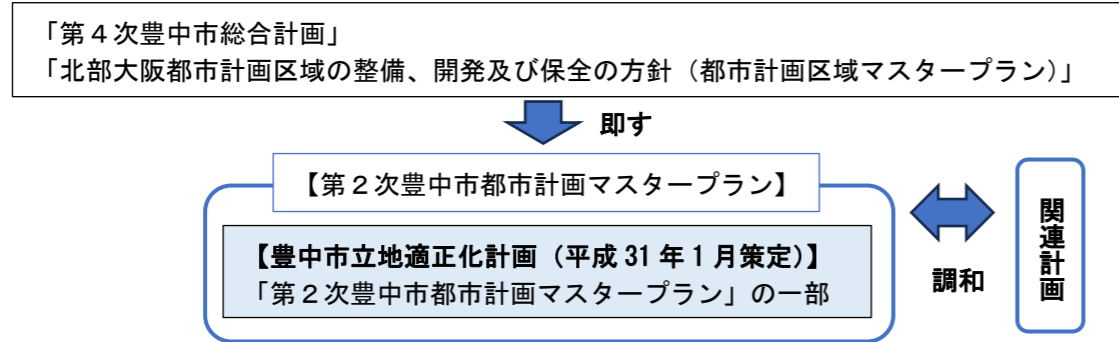 「第４次豊中市総合計画」
「北部大阪都市計画区域の整備、開発及び保全の方針（都市計画区域マスタープラン）」
即す
【第２次豊中市都市計画マスタープラン】
【豊中市立地適正化計画（平成 31 年 1 月策定）】
「第２次豊中市都市計画マスタープラン」の一部
調和
関連計画